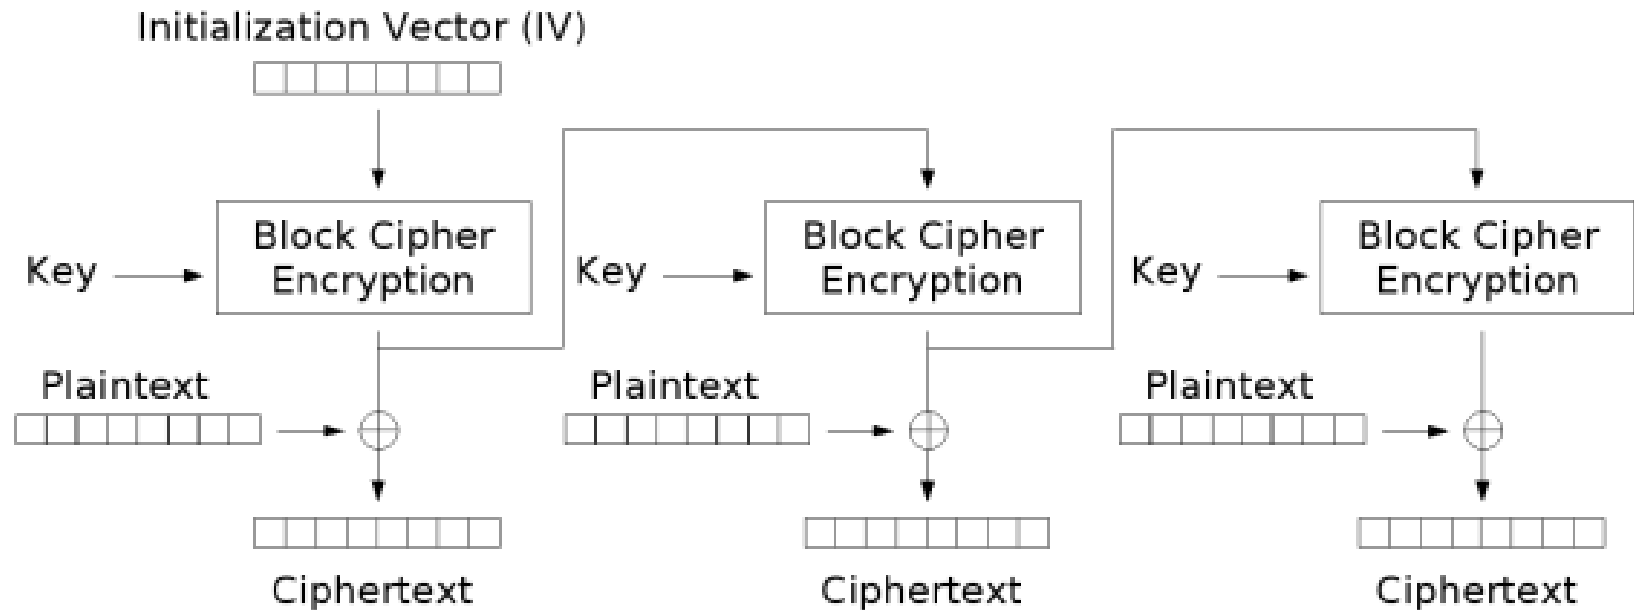 Initialization Vector (IV)
Block Cipher
Encryption
Block Cipher
Encryption
Block Cipher
Encryption
Key
Key
Key
Plaintext
Plaintext
Plaintext
Ciphertext
Ciphertext
Ciphertext